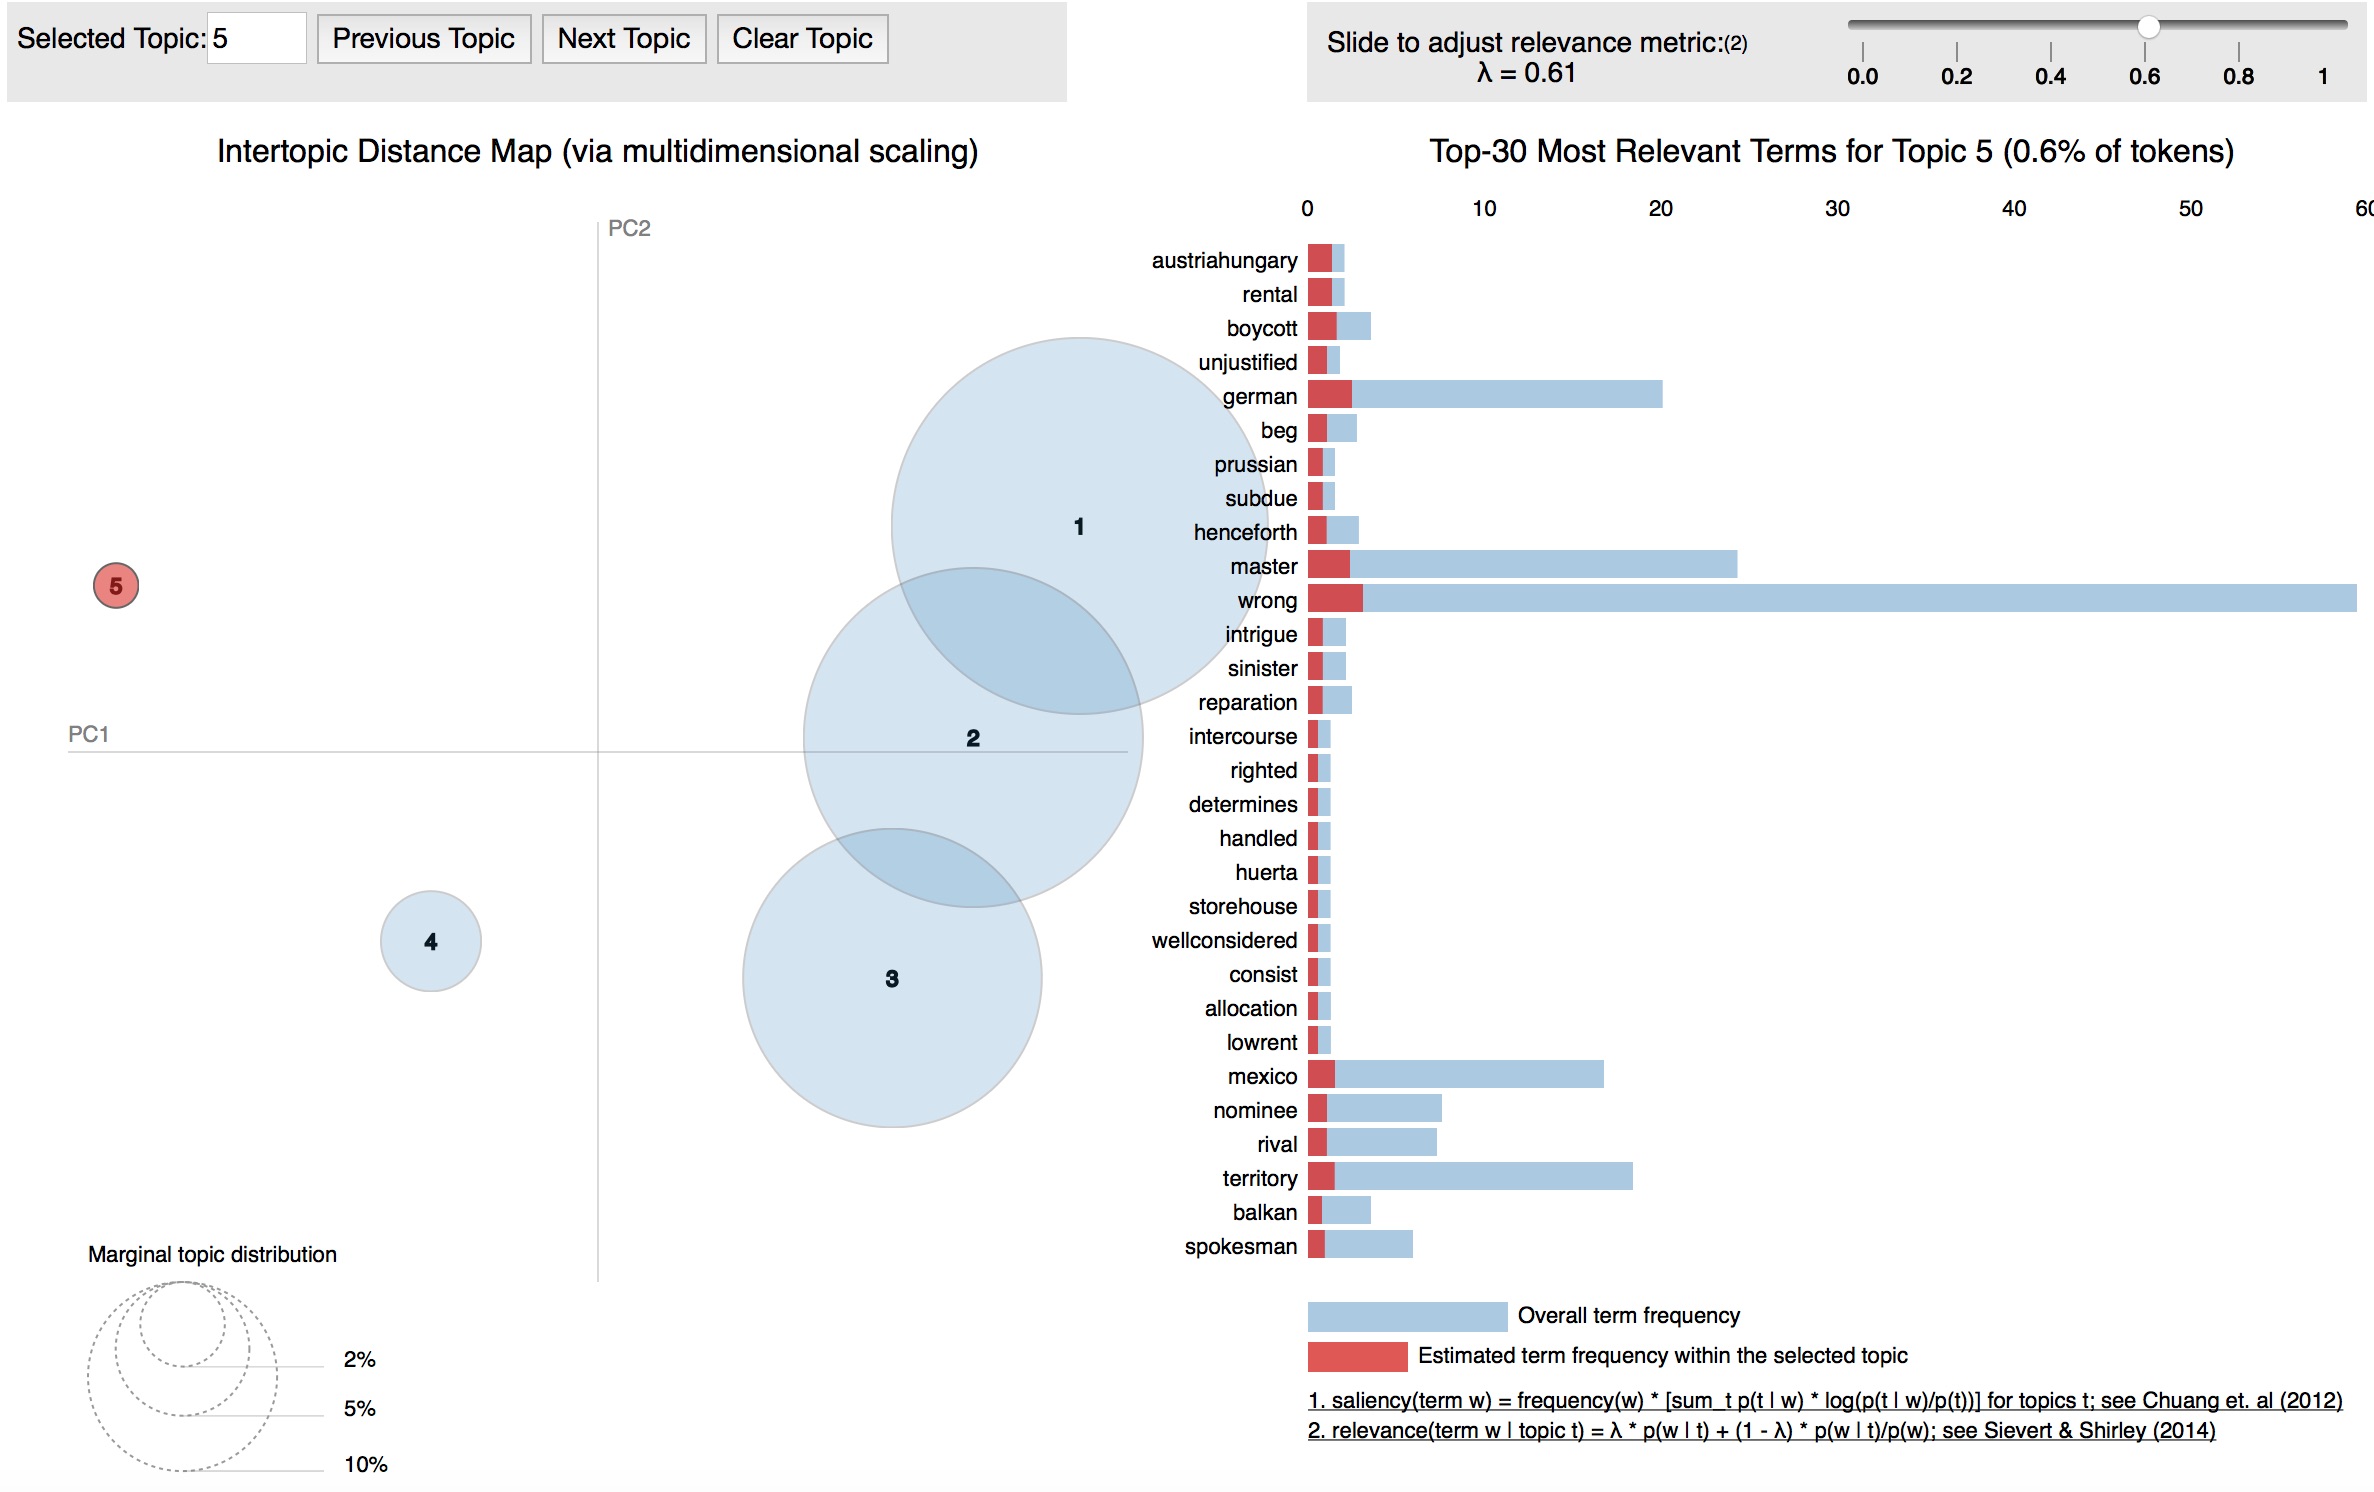 Selected Topic: 5 Previous Topic Next Topic Clear Topic
Slide to adjust relevance metric:(2)
λ = 0.61
0.0 0.2 0.4 0.6 0.8 1
Intertopic Distance Map (via multidimensional scaling)
PC2
PC1
1
2
3
4
5
Marginal topic distribution
2%
5%
10%
Top-30 Most Relevant Terms for Topic 5 (0.6% of tokens)
0 10 20 30 40 50 60
austriahungary
rental
boycott
unjustified
german
beg
prussian
subdue
henceforth
master
wrong
intrigue
sinister
reparation
intercourse
righted
determines
handled
huerta
storehouse
wellconsidered
consist
allocation
lowrent
mexico
nominee
rival
territory
balkan
spokesman
Overall term frequency
Estimated term frequency within the selected topic
1. saliency(term w) = frequency(w) * [sum_t p(t | w) * log(p(t | w)/p(t))] for topics t; see Chuang et. al (2012)
2. relevance(term w | topic t) = λ * p(w | t) + (1 - λ) * p(w | t)/p(w); see Sievert & Shirley (2014)